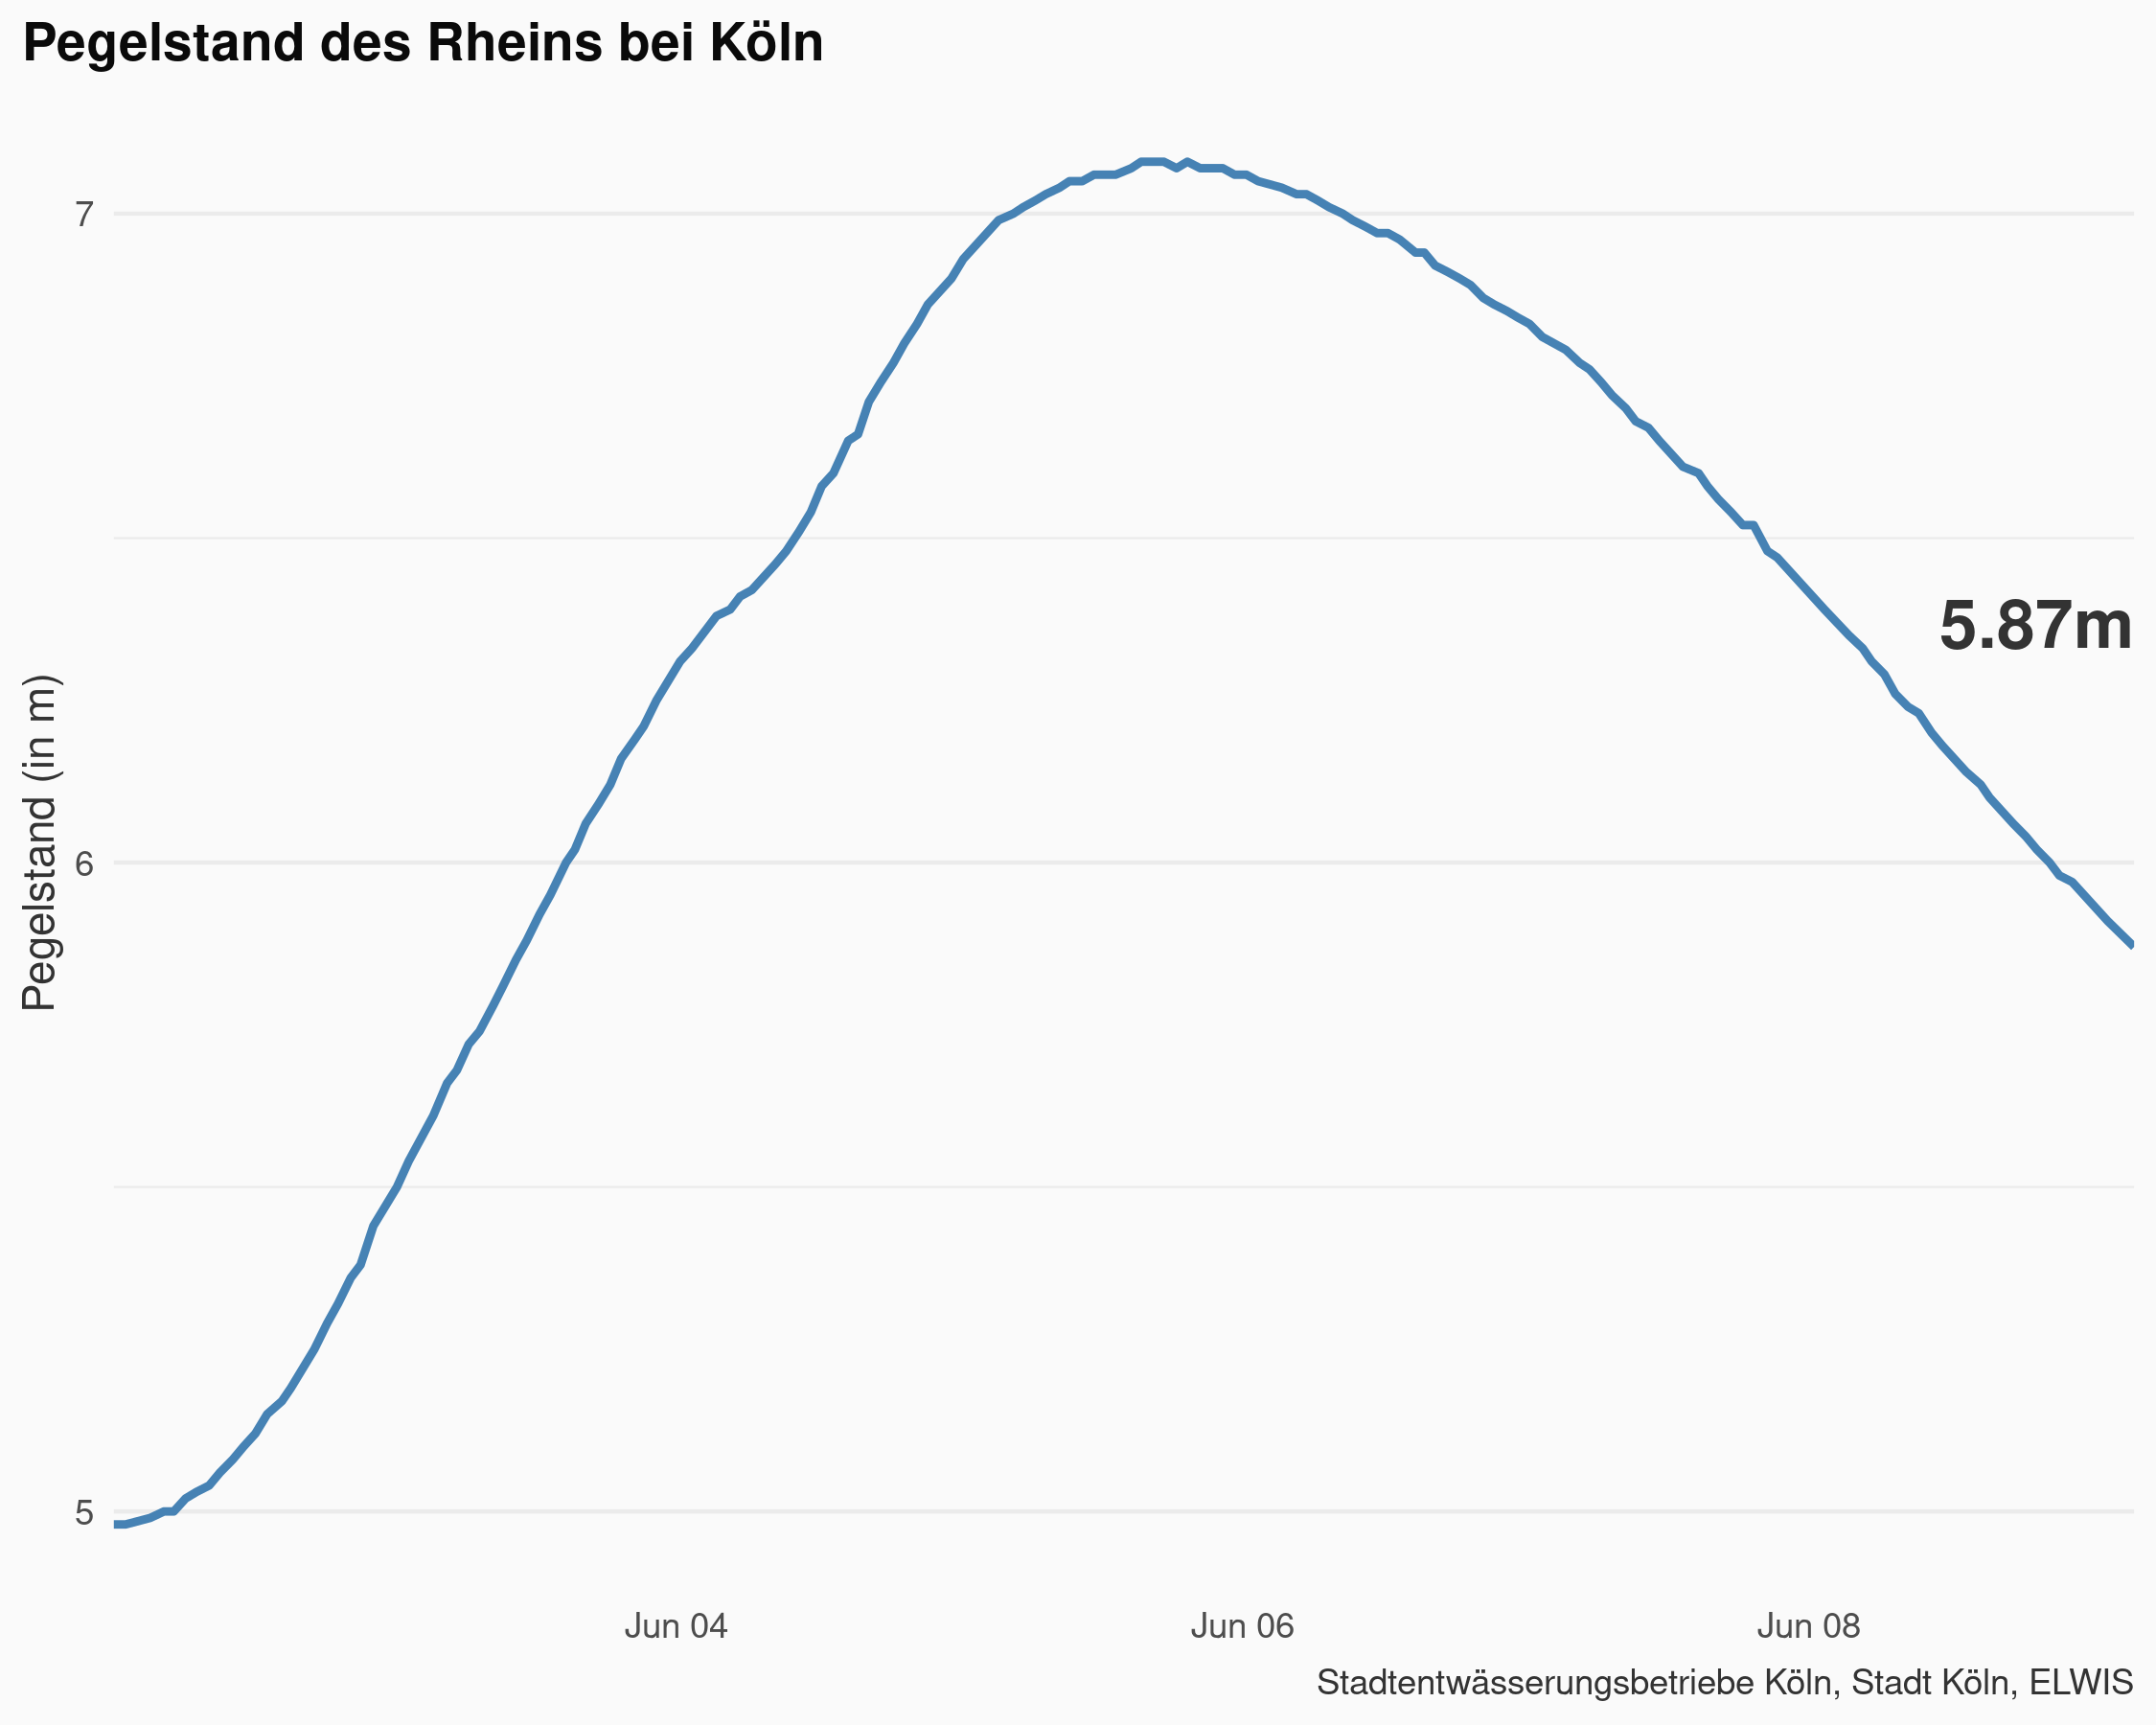 Pegelstand des Rheins bei Köln
Pegelstand (in m)
7
6
5
5.87m
Jun 04
Jun 06
Jun 08
Stadtentwässerungsbetriebe Köln, Stadt Köln, ELWIS